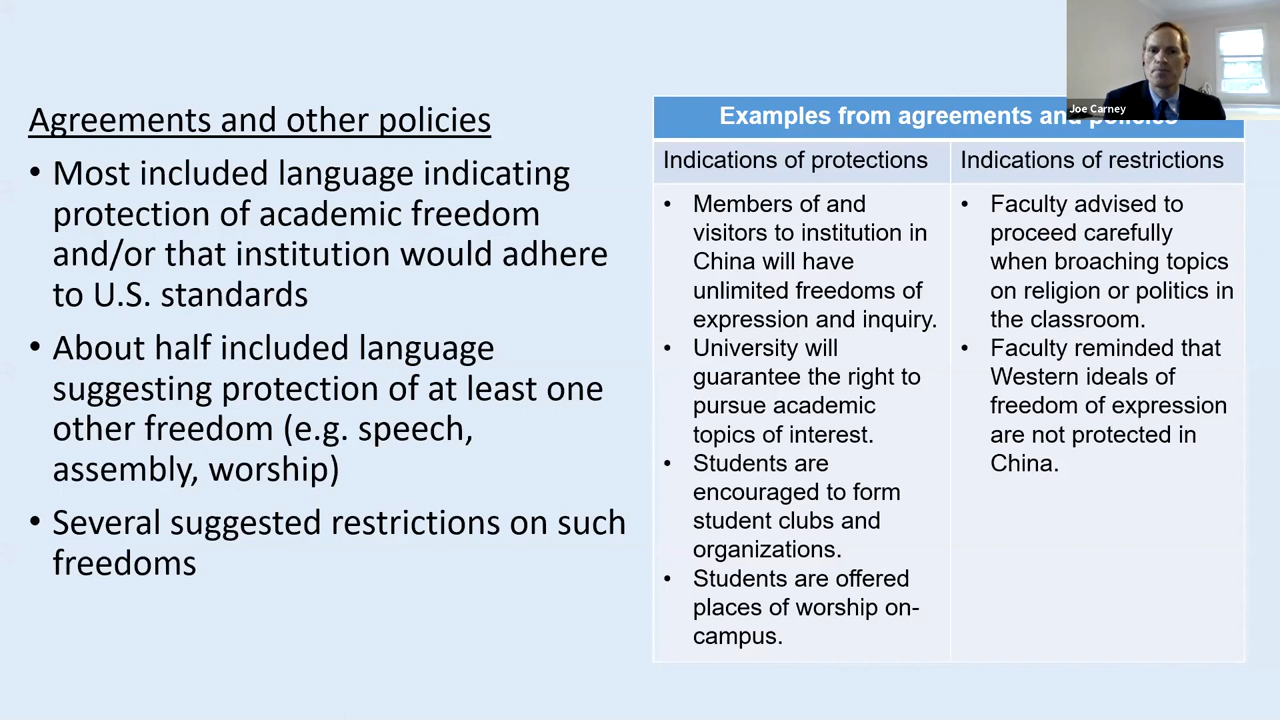 Joe Carney
Agreements and other policies
• Most included language indicating
protection of academic freedom
and/or that institution would adhere
to U.S. standards
• About half included language
suggesting protection of at least one
other freedom (e.g. speech,
assembly, worship)
• Several suggested restrictions on such
freedoms
Examples from agreements and policies
Indications of protections
• Members of and
visitors to institution in
China will have
unlimited freedoms of
expression and inquiry.
• University will
guarantee the right to
pursue academic
topics of interest.
• Students are
encouraged to form
student clubs and
organizations.
• Students are offered
places of worship on-
campus.
Indications of restrictions
• Faculty advised to
proceed carefully
when broaching topics
on religion or politics in
the classroom.
• Faculty reminded that
Western ideals of
freedom of expression
are not protected in
China.